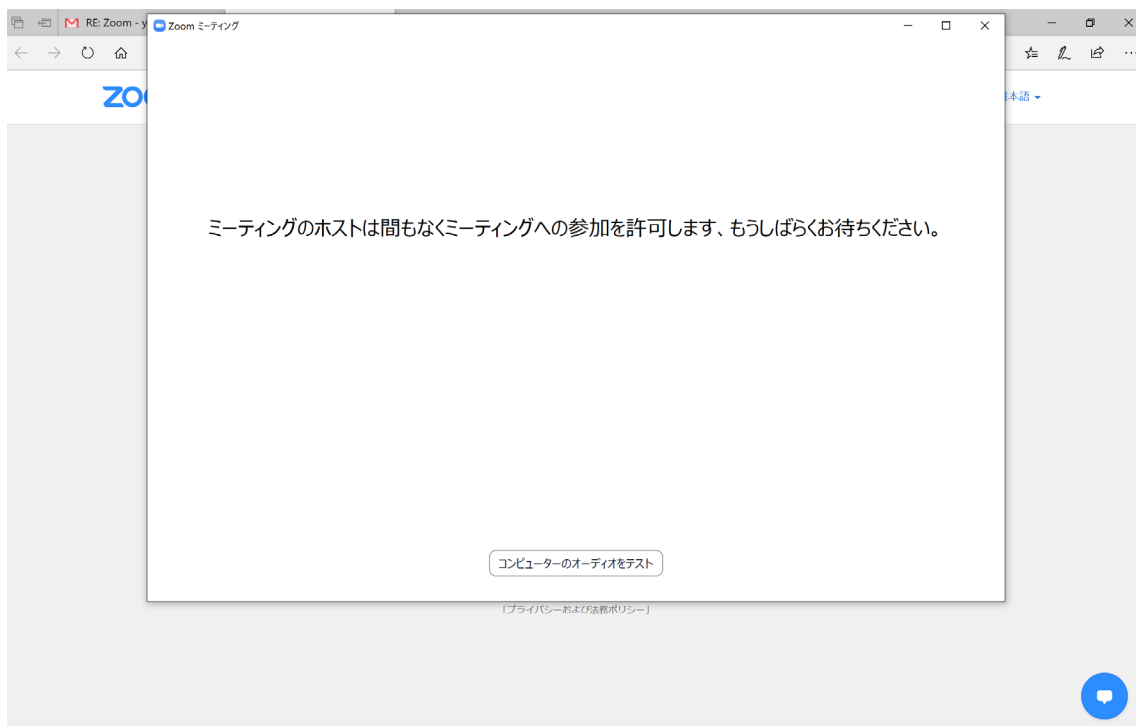 RE: Zoom - y
Zoom ミーティング
ZOO
本語
ミーティングのホストは間もなくミーティングへの参加を許可します、もうしばらくお待ちください。
コンピューターのオーディオをテスト
「プライバシーおよび法務ポリシー」